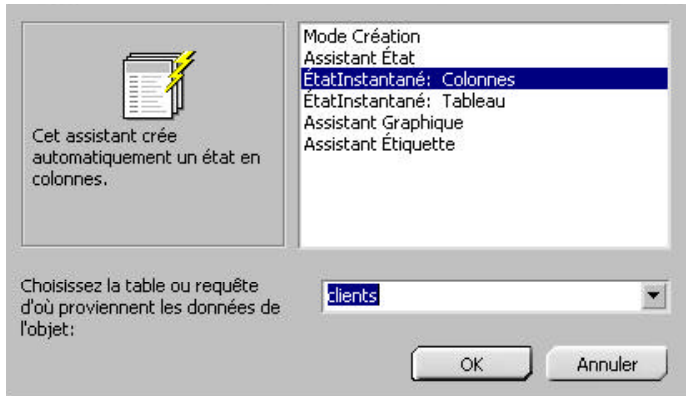 Cet assistant crée
automatiquement un état en
colonnes.
Mode Création
Assistant État
ÉtatInstantané: Colonnes
ÉtatInstantané: Tableau
Assistant Graphique
Assistant Étiquette
Choisissez la table ou requête
d'où proviennent les données de
l'objet:
clients
OK
Annuler